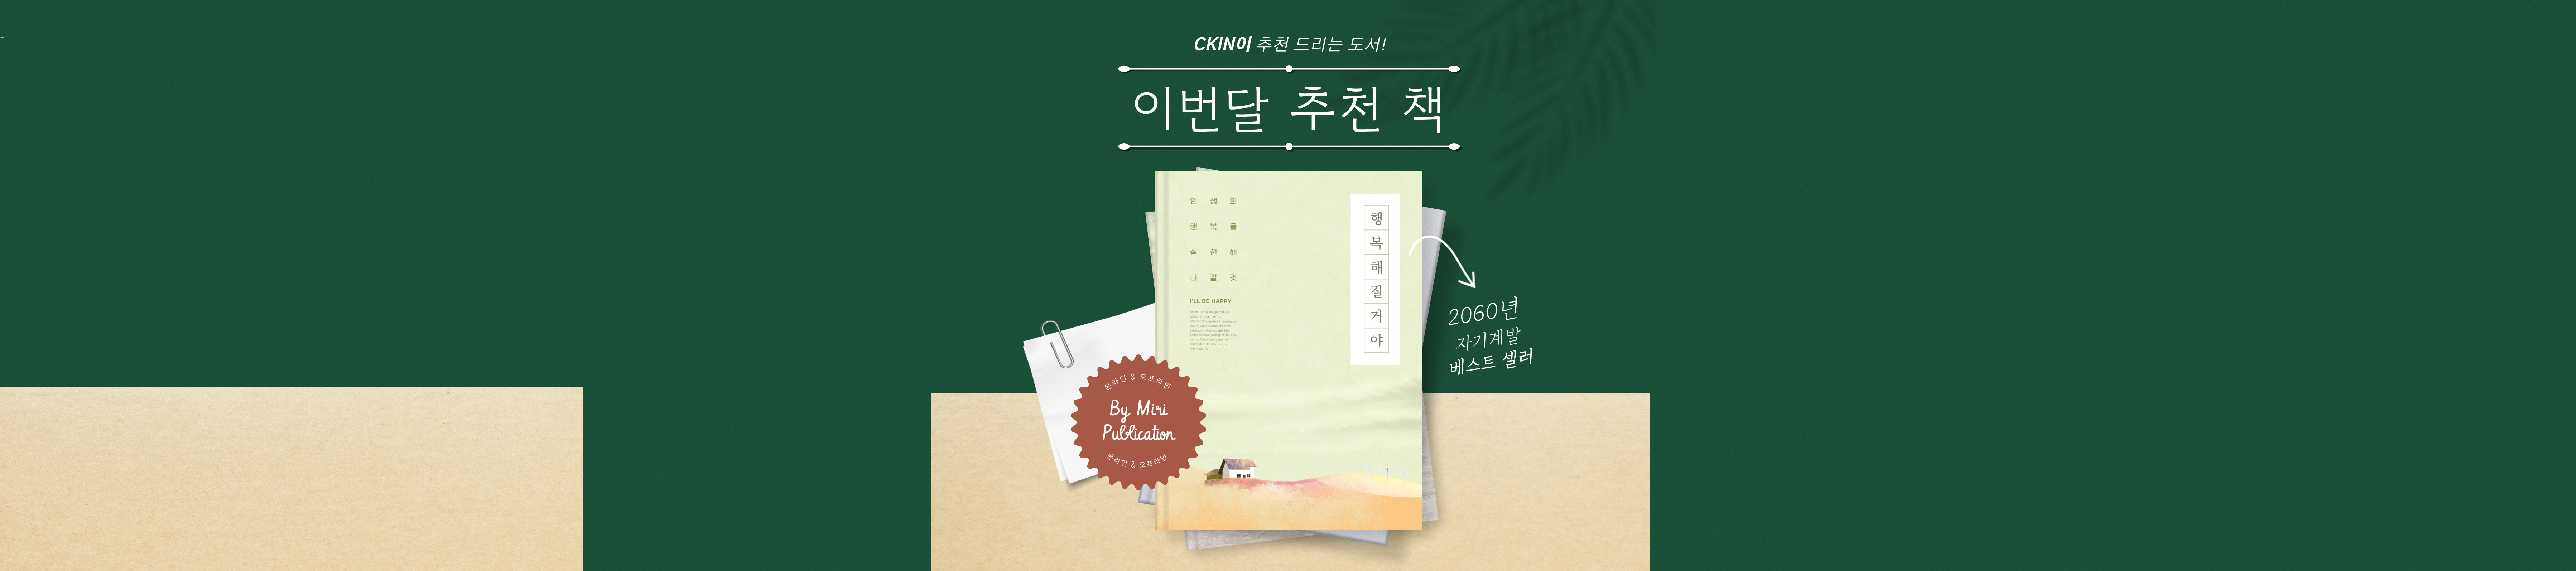 CKIN이 추천 드리는 도서!
이번달 추천 책
인 생 의
행 복 을
실 현 해
나 갈 것
I'LL BE HAPPY
행
복
해
질
거
야
2060년
자기계발
베스트 셀러
온라인 & 오프라인
By Miri
Publication
온라인 & 오프라인